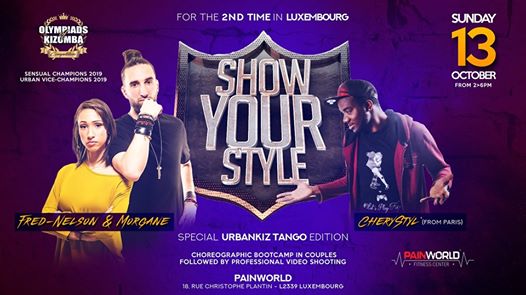 FOR THE 2ND TIME IN LUXEMBOURG
OLYMPIADS
KIZOMBA
SENSUAL CHAMPIONS 2019
URBAN VICE-CHAMPIONS 2019
SUNDAY
13
OCTOBER
FROM 2>6PM
SHOW
YOUR
STYLE
FRED-NELSON & MORGANE
CHERYSTYL (FROM PARIS)
SPECIAL URBANKIZ TANGO EDITION
CHOREOGRAPHIC BOOTCAMP IN COUPLES
FOLLOWED BY PROFESSIONAL VIDEO SHOOTING
PAINWORLD
18, RUE CHRISTOPHE PLANTIN - L2339 LUXEMBOURG
PAINWORLD
FITNESS CENTER